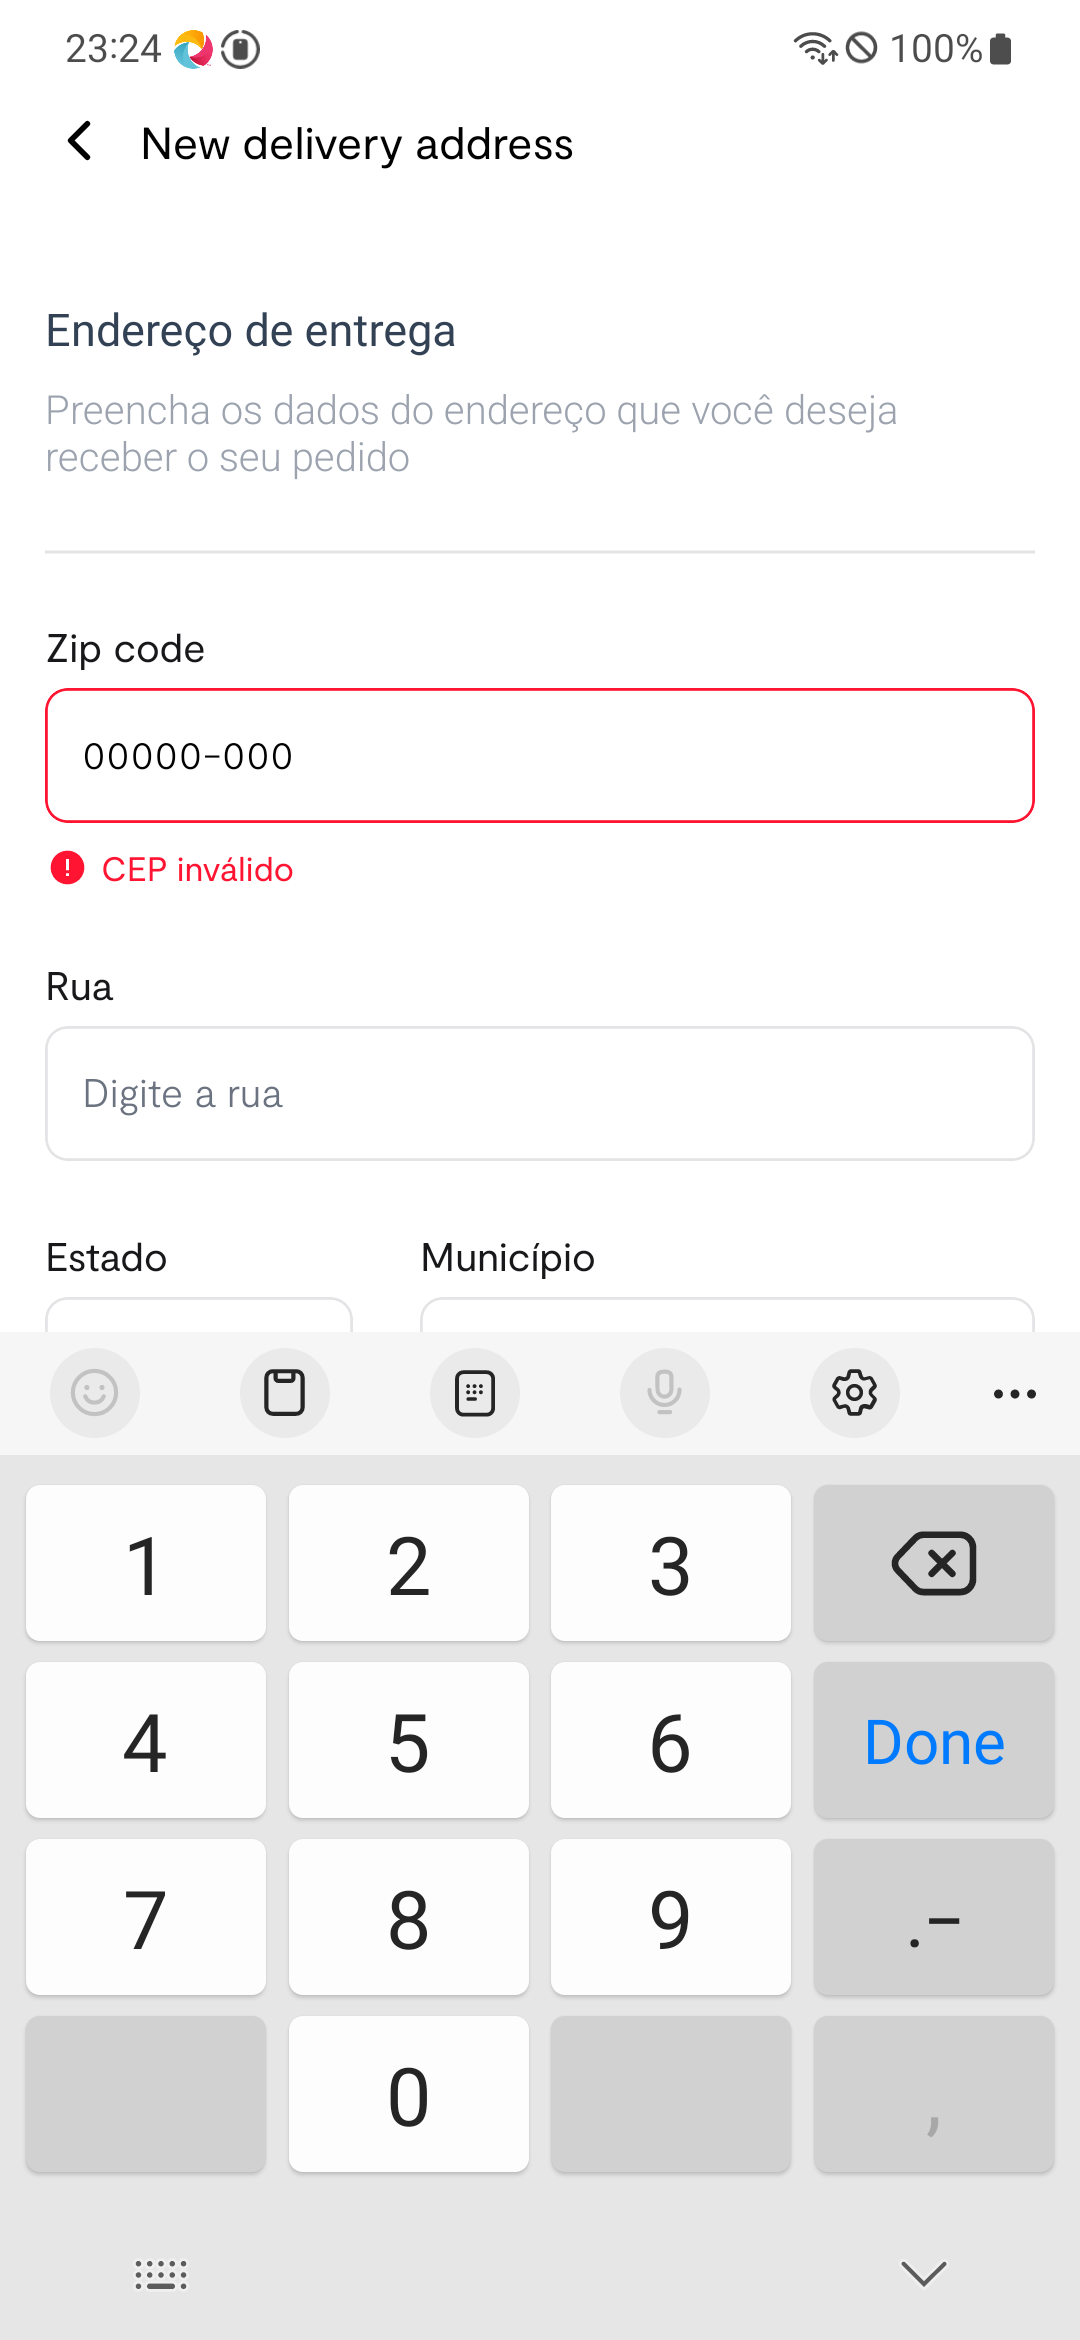 23:24
100%
New delivery address
Endereço de entrega
Preencha os dados do endereço que você deseja
receber o seu pedido
Zip code
00000-000
CEP inválido
Rua
Digite a rua
Estado Município
1 2 3
4 5 6 Done
7 8 9 .-
0 ,